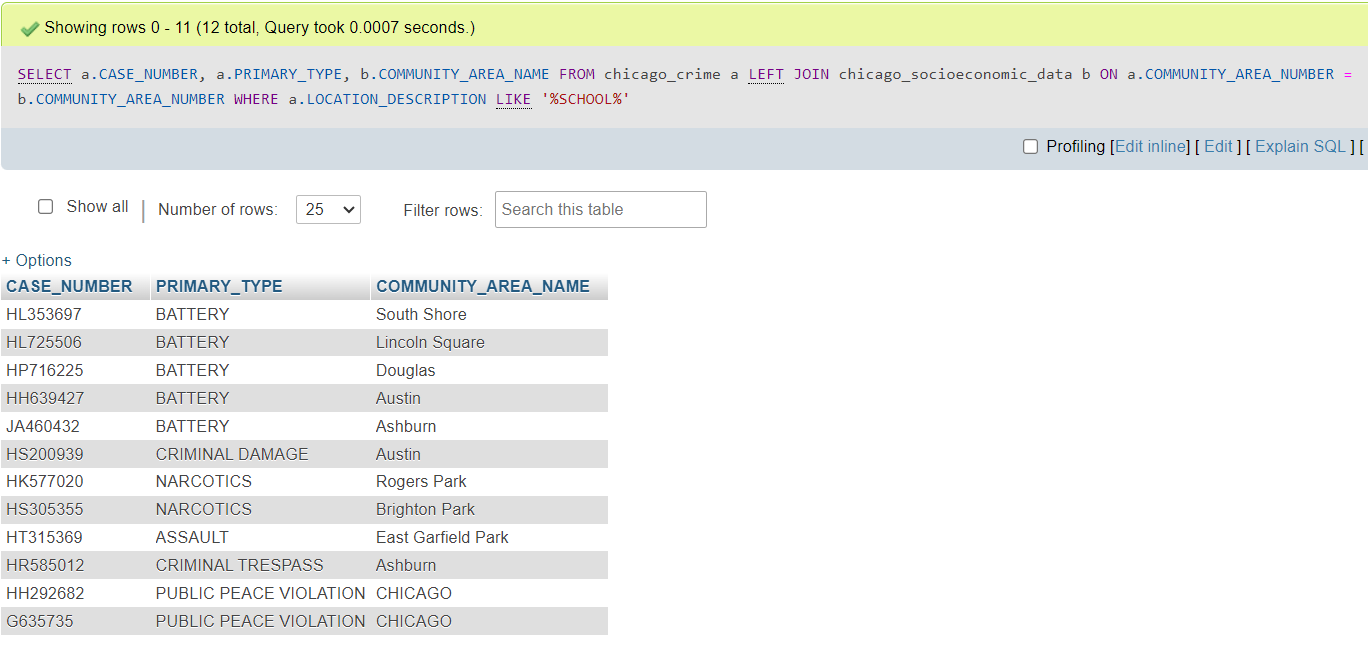 Showing rows 0 - 11 (12 total, Query took 0.0007 seconds.)
SELECT a.CASE_NUMBER, a.PRIMARY_TYPE, b.COMMUNITY_AREA_NAME FROM chicago_crime a LEFT JOIN chicago_socioeconomic_data b ON a.COMMUNITY_AREA_NUMBER =
b.COMMUNITY_AREA_NUMBER WHERE a.LOCATION_DESCRIPTION LIKE '%SCHOOL%'
Profiling [Edit inline] [ Edit ] [ Explain SQL ] [
Show all | Number of rows: 25 Filter rows: Search this table
+ Options
CASE_NUMBER PRIMARY_TYPE COMMUNITY_AREA_NAME
HL353697 BATTERY South Shore
HL725506 BATTERY Lincoln Square
HP716225 BATTERY Douglas
HH639427 BATTERY Austin
JA460432 BATTERY Ashburn
HS200939 CRIMINAL DAMAGE Austin
HK577020 NARCOTICS Rogers Park
HS305355 NARCOTICS Brighton Park
HT315369 ASSAULT East Garfield Park
HR585012 CRIMINAL TRESPASS Ashburn
HH292682 PUBLIC PEACE VIOLATION CHICAGO
G635735 PUBLIC PEACE VIOLATION CHICAGO